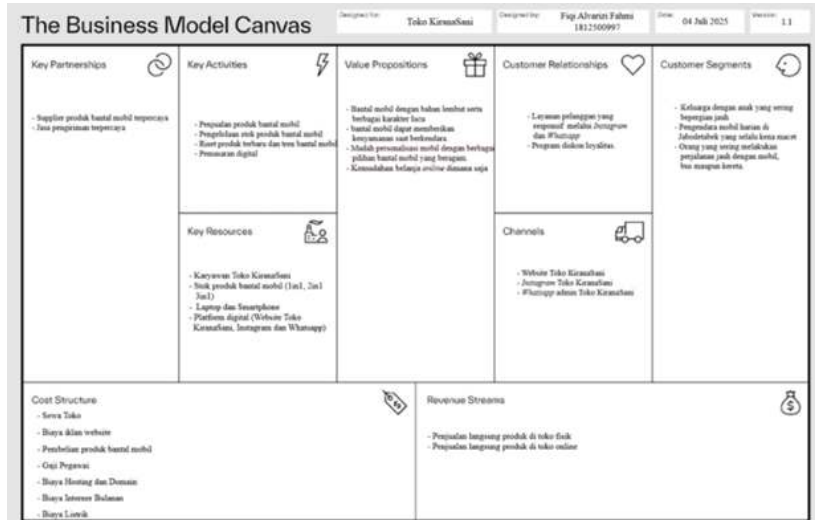 The Business Model Canvas
Designed for:
Toko KiranaSani
Designed by:
Fiqi Alvarizi Fahmi
1812500997
Date:
04 Juli 2025
Version:
1.1
Key Partnerships
- Supplier produk bantal mobil terpercaya
- Jasa pengiriman terpercaya
Key Activities
- Penjualan produk bantal mobil
- Pengelolaan stok produk bantal mobil
- Riset produk terbaru dan tren bantal mobil
- Pemasaran digital
Key Resources
- Karyawan Toko KiranaSani
- Stok produk bantal mobil (1in1, 2in1
3in1)
- Laptop dan Smartphone
- Platform digital (Website Toko
KiranaSani, Instagram dan Whatsapp)
Value Propositions
- Bantal mobil dengan bahan lembut serta
berbagai karakter lucu
- bantal mobil dapat memberikan
kenyamanan saat berkendara
- Mudah personalisasi mobil dengan berbagai
pilihan bantal mobil yang beragam
- Kemudahan belanja online dimana saja
Customer Relationships
- Layanan pelanggan yang
responsif melalui Instagram
dan Whatsapp
- Program diskon loyalitas
Channels
- Website Toko KiranaSani
- Instagram Toko KiranaSani
- Whatsapp admin Toko KiranaSani
Customer Segments
- Keluarga dengan anak yang sering
bepergian jauh
- Pengendara mobil harian di
Jabodetabek yang selalu kena macet
- Orang yang sering melakukan
perjalanan jauh dengan mobil,
bus maupun kereta
Cost Structure
- Sewa Toko
- Biaya iklan website
- Pembelian produk bantal mobil
- Gaji Pegawai
- Biaya Hosting dan Domain
- Biaya Internet Bulanan
- Biaya Listrik
Revenue Streams
- Penjualan langsung produk di toko fisik
- Penjualan langsung produk di toko online